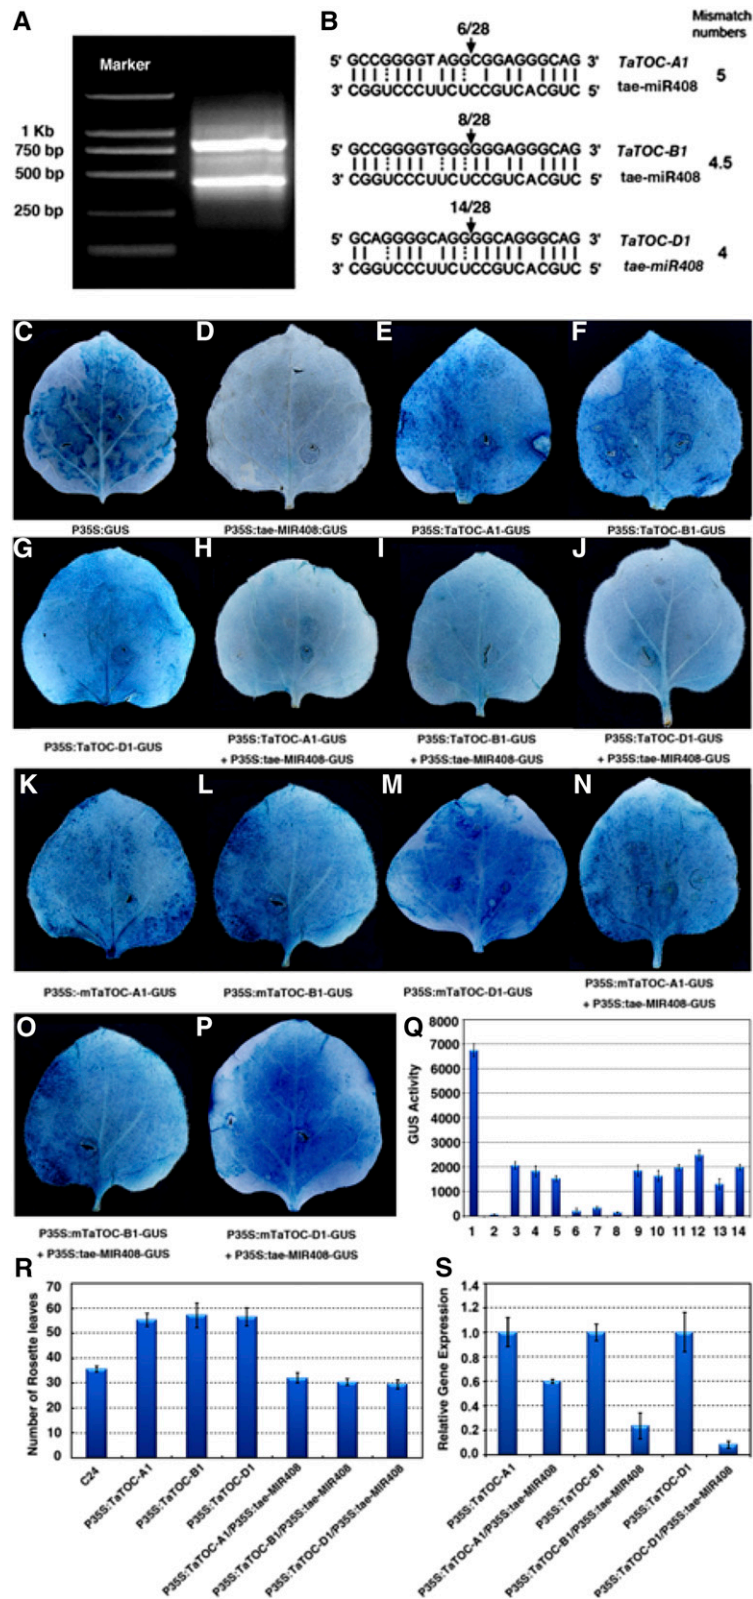 A
Marker
1 Kb
750 bp
500 bp
250 bp
B
Mismatch
numbers
6/28
5' GCCGGGGTAGGCGGAGGGCAG 3' TaTOC-A1
3' CGGUCCCUUCUCCGUCACGUC 5' tae-miR408
5
8/28
5' GCCGGGGTGGGGGGAGGGCAG 3' TaTOC-B1
3' CGGUCCCUUCUCCGUCACGUC 5' tae-miR408
4.5
14/28
5' GCAGGGGCAGGGGCAGGGCAG 3' TaTOC-D1
3' CGGUCCCUUCUCCGUCACGUC 5' tae-miR408
4
C D E F
P35S:GUS P35S:tae-MIR408:GUS P35S:TaTOC-A1-GUS P35S:TaTOC-B1-GUS
G H I J
P35S:TaTOC-D1-GUS
P35S:TaTOC-A1-GUS
+ P35S:tae-MIR408-GUS
P35S:TaTOC-B1-GUS
+ P35S:tae-MIR408-GUS
P35S:TaTOC-D1-GUS
+ P35S:tae-MIR408-GUS
K L M N
P35S:-mTaTOC-A1-GUS P35S:mTaTOC-B1-GUS P35S:mTaTOC-D1-GUS
P35S:mTaTOC-A1-GUS
+ P35S:tae-MIR408-GUS
O P
P35S:mTaTOC-B1-GUS
+ P35S:tae-MIR408-GUS
P35S:mTaTOC-D1-GUS
+ P35S:tae-MIR408-GUS
Q
GUS Activity
8000
7000
6000
5000
4000
3000
2000
1000
0
1 2 3 4 5 6 7 8 9 10 11 12 13 14
R
Number of Rosette leaves
70
60
50
40
30
20
10
0
C24
P35S:TaTOC-A1
P35S:TaTOC-B1
P35S:TaTOC-D1
P35S:TaTOC-A1/P35S:tae-MIR408
P35S:TaTOC-B1/P35S:tae-MIR408
P35S:TaTOC-D1/P35S:tae-MIR408
S
Relative Gene Expression
1.4
1.2
1.0
0.8
0.6
0.4
0.2
0.0
P35S:TaTOC-A1
P35S:TaTOC-A1/P35S:tae-MIR408
P35S:TaTOC-B1
P35S:TaTOC-B1/P35S:tae-MIR408
P35S:TaTOC-D1
P35S:TaTOC-D1/P35S:tae-MIR408